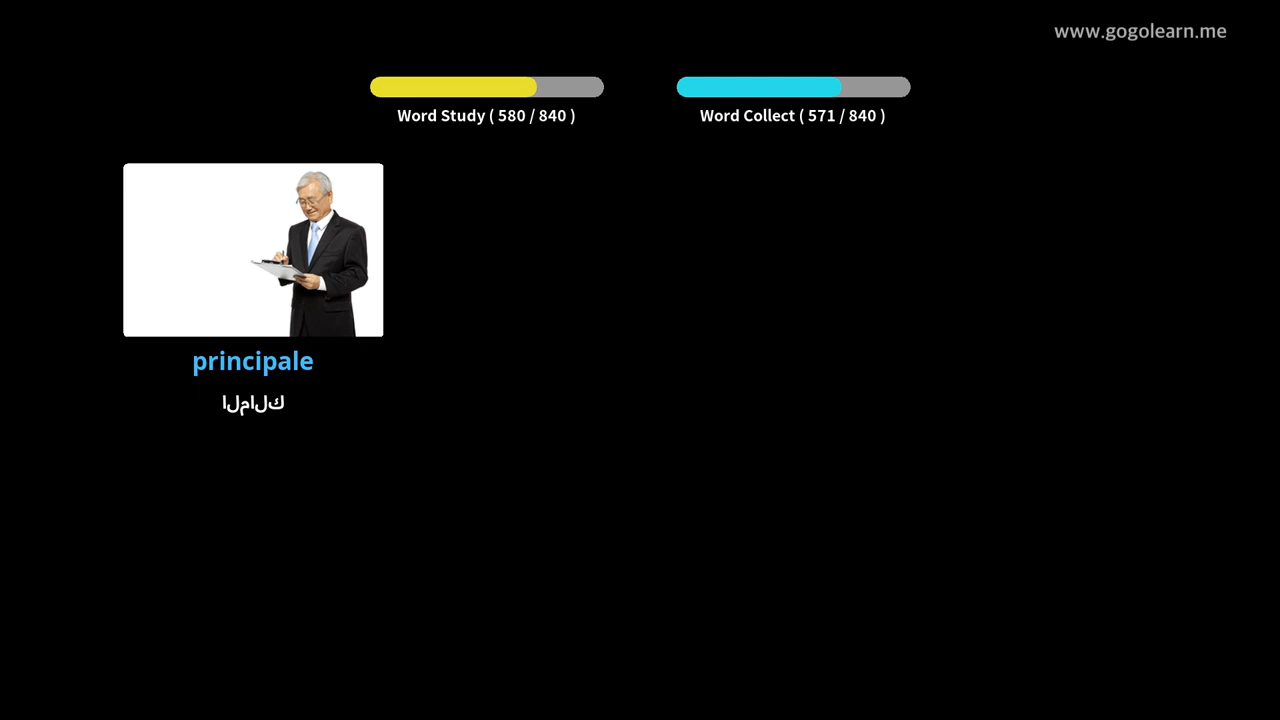 www.gogolearn.me
Word Study ( 580 / 840 )
Word Collect ( 571 / 840 )
principale
المالك